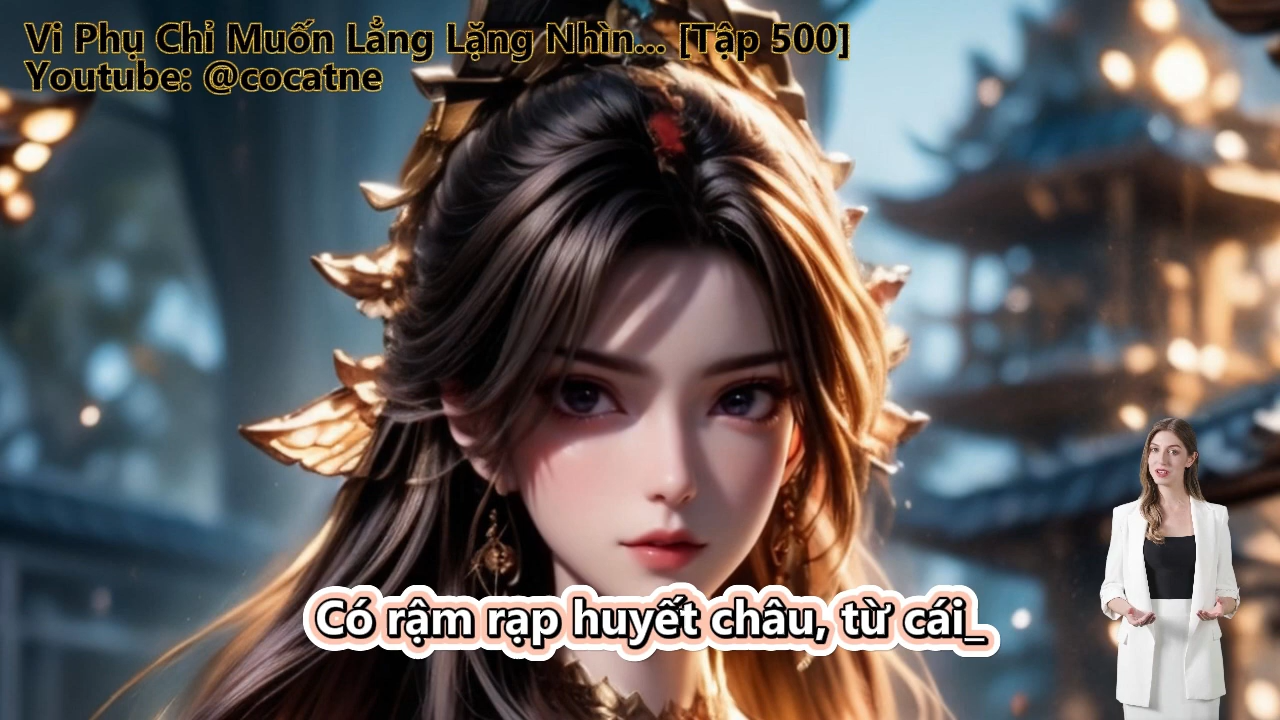 Vi Phụ Chỉ Muốn Lẳng Lặng Nhìn... [Tập 500]
Youtube: @cocatne
Có rậm rạp huyết châu, từ cái_